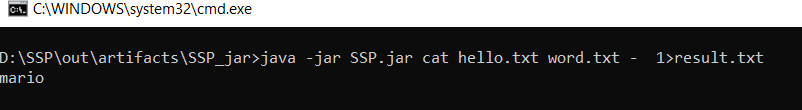 C:\WINDOWS\system32\cmd.exe
D:\SSP\out\artifacts\SSP_jar>java -jar SSP.jar cat hello.txt word.txt -  1>result.txt
mario